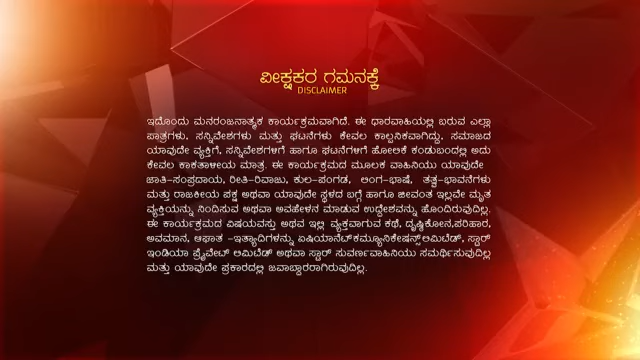 ವೀಕ್ಷಕರ ಗಮನಕ್ಕೆ
DISCLAIMER
ಇದೊಂದು ಮನರಂಜನಾತ್ಮಕ ಕಾರ್ಯಕ್ರಮವಾಗಿದೆ. ಈ ಧಾರವಾಹಿಯಲ್ಲಿ ಬರುವ ಎಲ್ಲಾ
ಪಾತ್ರಗಳು, ಸನ್ನಿವೇಶಗಳು ಮತ್ತು ಘಟನೆಗಳು ಕೇವಲ ಕಾಲ್ಪನಿಕವಾಗಿದ್ದು, ಸಮಾಜದ
ಯಾವುದೇ ವ್ಯಕ್ತಿಗೆ, ಸನ್ನಿವೇಶಗಳಿಗೆ ಹಾಗೂ ಘಟನೆಗಳಿಗೆ ಹೋಲಿಕೆ ಕಂಡುಬಂದಲ್ಲಿ ಅದು
ಕೇವಲ ಕಾಕತಾಳೀಯ ಮಾತ್ರ. ಈ ಕಾರ್ಯಕ್ರಮದ ಮೂಲಕ ವಾಹಿನಿಯು ಯಾವುದೇ
ಜಾತಿ-ಸಂಪ್ರದಾಯ, ರೀತಿ-ರಿವಾಜು, ಕುಲ-ಪಂಗಡ, ಲಿಂಗ-ಭಾಷೆ, ತತ್ವ-ಭಾವನೆಗಳು
ಮತ್ತು ರಾಜಕೀಯ ಪಕ್ಷ ಅಥವಾ ಯಾವುದೇ ಸ್ಥಳದ ಬಗ್ಗೆ ಹಾಗೂ ಜೀವಂತ ಇಲ್ಲವೇ ಮೃತ
ವ್ಯಕ್ತಿಯನ್ನು ನಿಂದಿಸುವ ಅಥವಾ ಅವಹೇಳನ ಮಾಡುವ ಉದ್ದೇಶವನ್ನು ಹೊಂದಿರುವುದಿಲ್ಲ.
ಈ ಕಾರ್ಯಕ್ರಮದ ವಿಷಯವಸ್ತು ಅಥವ ಇಲ್ಲಿ ವ್ಯಕ್ತವಾಗುವ ಕಥೆ, ದೃಷ್ಟಿಕೋನ,ಪರಿಹಾರ,
ಅವಮಾನ, ಆಘಾತ -ಇತ್ಯಾದಿಗಳನ್ನು ಏಷಿಯಾನೆಟ್‌ಕಮ್ಯೂನಿಕೇಷನ್ಸ್ ಲಿಮಿಟೆಡ್, ಸ್ಟಾರ್
ಇಂಡಿಯಾ ಪ್ರೈವೇಟ್ ಲಿಮಿಟೆಡ್ ಅಥವಾ ಸ್ಟಾರ್ ಸುವರ್ಣವಾಹಿನಿಯು ಸಮರ್ಥಿಸುವುದಿಲ್ಲ
ಮತ್ತು ಯಾವುದೇ ಪ್ರಕಾರದಲ್ಲಿ ಜವಾಬ್ದಾರರಾಗಿರುವುದಿಲ್ಲ.